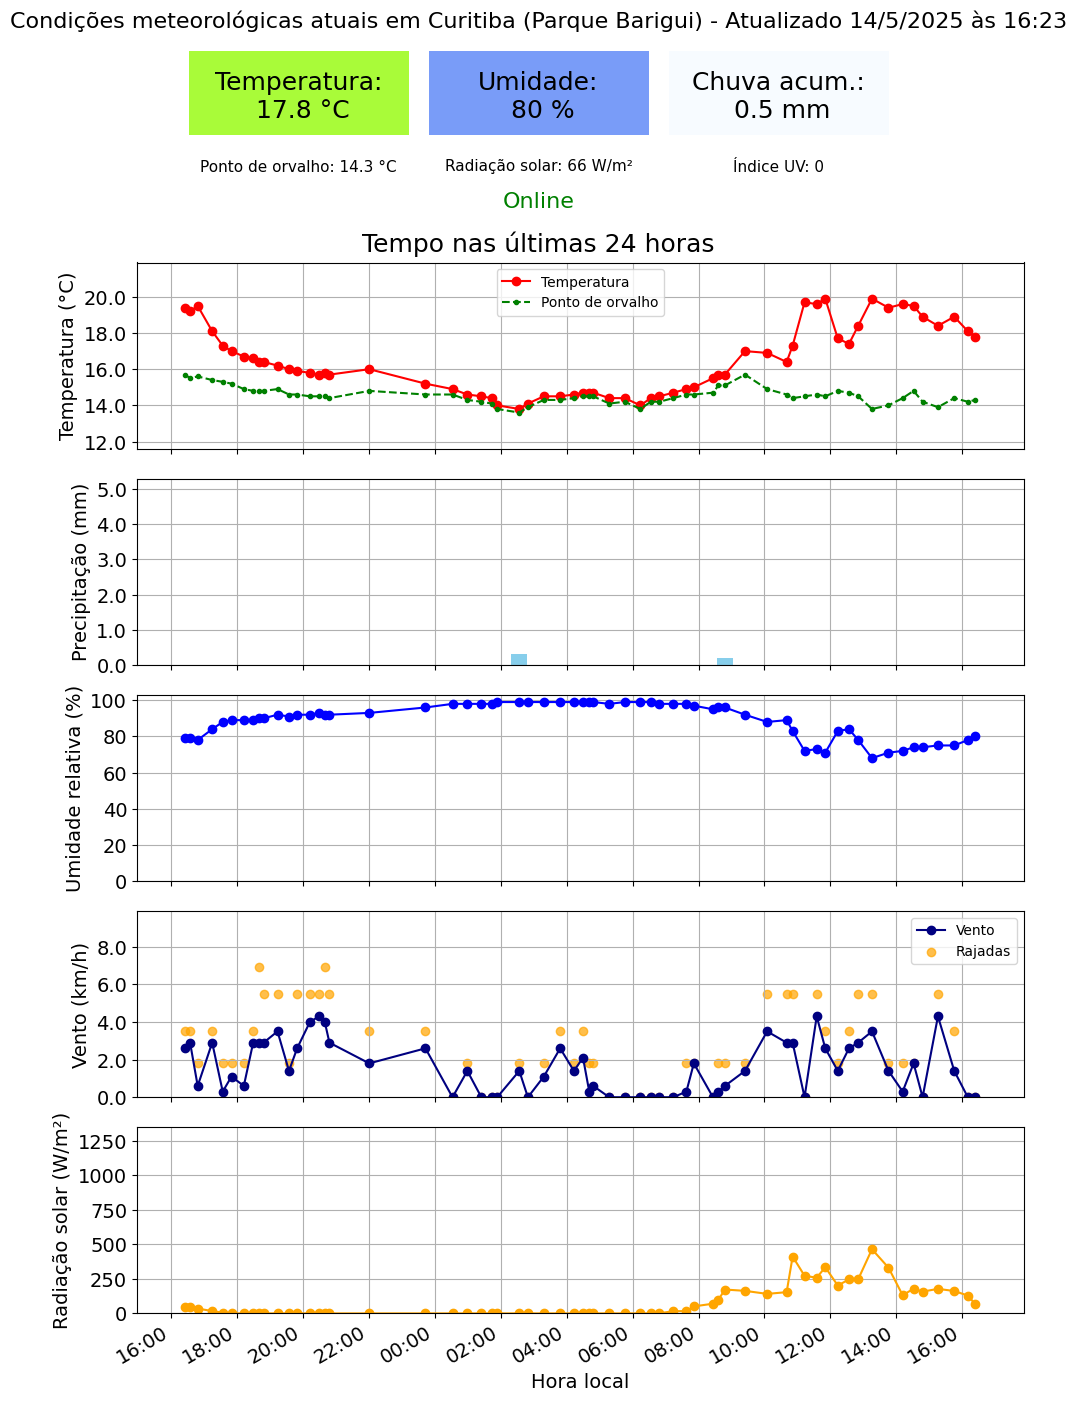 Condições meteorológicas atuais em Curitiba (Parque Barigui) - Atualizado 14/5/2025 às 16:23
Temperatura:
17.8 °C
Umidade:
80 %
Chuva acum.:
0.5 mm
Ponto de orvalho: 14.3 °C
Radiação solar: 66 W/m²
Índice UV: 0
Online
Tempo nas últimas 24 horas
Temperatura (°C)
20.0
18.0
16.0
14.0
12.0
Temperatura
Ponto de orvalho
Precipitação (mm)
5.0
4.0
3.0
2.0
1.0
0.0
Umidade relativa (%)
100
80
60
40
20
0
Vento (km/h)
8.0
6.0
4.0
2.0
0.0
Vento
Rajadas
Radiação solar (W/m²)
1250
1000
750
500
250
0
16:00
18:00
20:00
22:00
00:00
02:00
04:00
06:00
08:00
10:00
12:00
14:00
16:00
Hora local